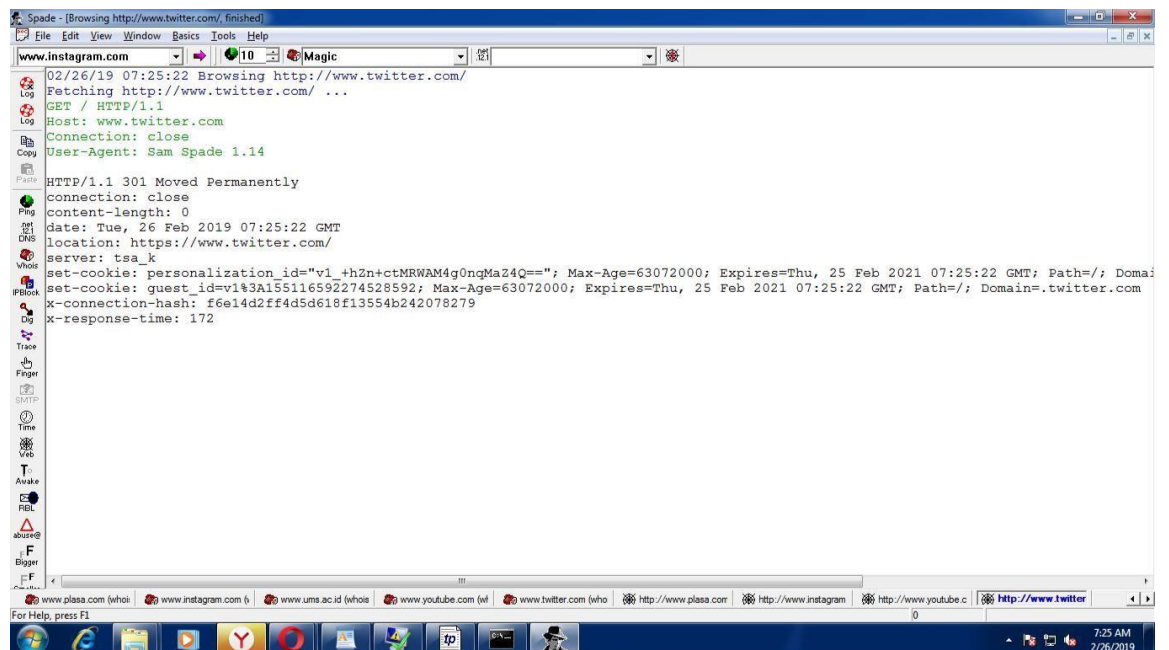 Spade - [Browsing http://www.twitter.com/, finished]
File Edit View Window Basics Tools Help
www.instagram.com 10 Magic .net 12.1
02/26/19 07:25:22 Browsing http://www.twitter.com/
Fetching http://www.twitter.com/ ...
GET / HTTP/1.1
Host: www.twitter.com
Connection: close
User-Agent: Sam Spade 1.14
HTTP/1.1 301 Moved Permanently
connection: close
content-length: 0
date: Tue, 26 Feb 2019 07:25:22 GMT
location: https://www.twitter.com/
server: tsa_k
set-cookie: personalization_id="v1_+hZn+ctMRWAM4g0nqMaZ4Q=="; Max-Age=63072000; Expires=Thu, 25 Feb 2021 07:25:22 GMT; Path=/; Domai
set-cookie: guest_id=v1%3A155116592274528592; Max-Age=63072000; Expires=Thu, 25 Feb 2021 07:25:22 GMT; Path=/; Domain=.twitter.com
x-connection-hash: f6e14d2ff4d5d618f13554b242078279
x-response-time: 172
Log
Log
Copy
Paste
Ping
.net
12.1
DNS
Whois
IPBlock
Dig
Trace
Finger
SMTP
Time
Web
Awake
RBL
abuse@
Bigger
www.plasa.com (whoi www.instagram.com (v www.ums.ac.id (whois www.youtube.com (wl www.twitter.com (who http://www.plasa.com http://www.instagram http://www.youtube.c http://www.twitter
For Help, press F1 0
tp
7:25 AM
2/26/2019